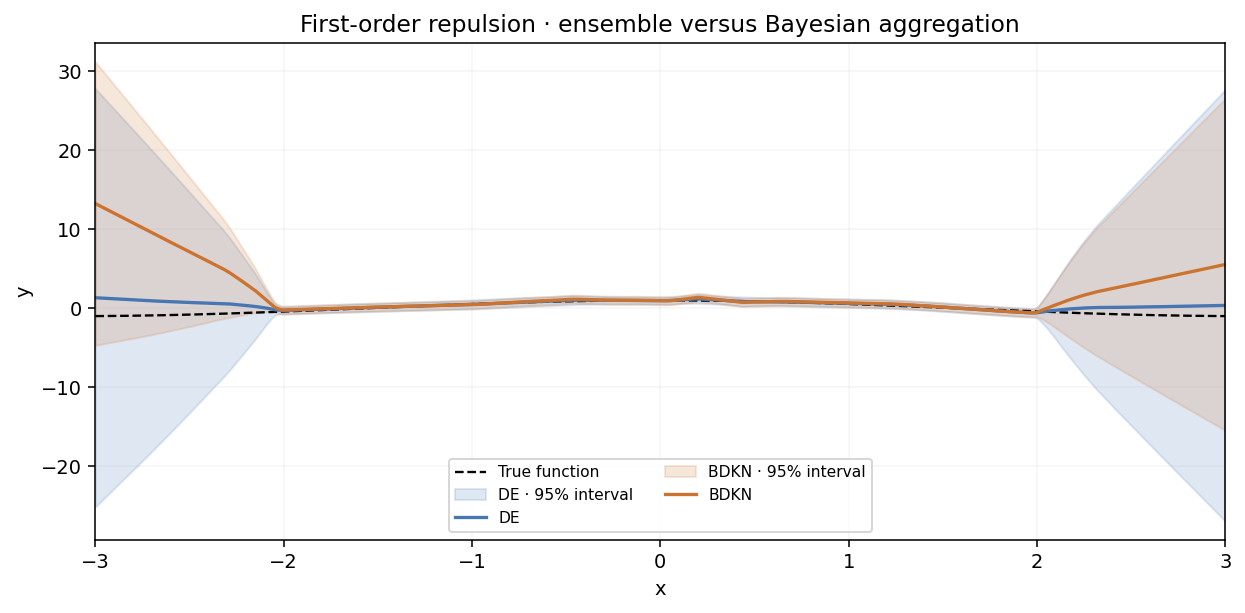 First-order repulsion · ensemble versus Bayesian aggregation
y
30
20
10
0
−10
−20
True function
DE · 95% interval
DE
BDKN · 95% interval
BDKN
−3
−2
−1
0
1
2
3
x